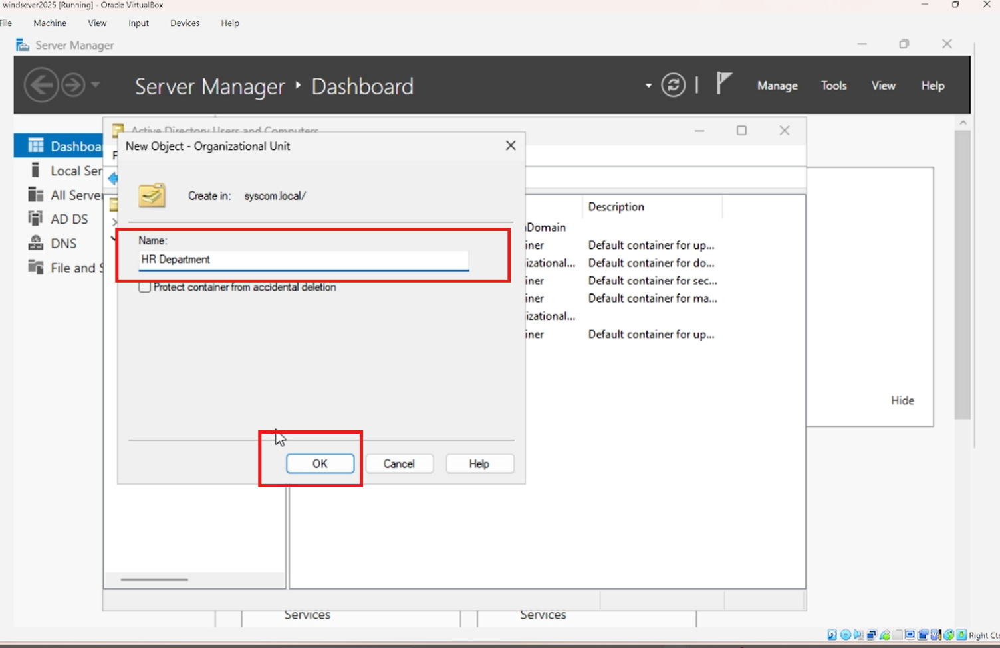 windsever2025 [Running] - Oracle VirtualBox
File Machine View Input Devices Help
Server Manager
Server Manager Dashboard
Manage Tools View Help
Active Directory Users and Computers
New Object - Organizational Unit
Dashboa
Local Ser
All Server
AD DS
DNS
File and S
F
Create in: syscom.local/
Name:
HR Department
Protect container from accidental deletion
OK Cancel Help
Description
nDomain
iner Default container for up...
izational... Default container for do...
iner Default container for sec...
iner Default container for ma...
izational...
iner Default container for up...
Hide
Services Services
Right Ct